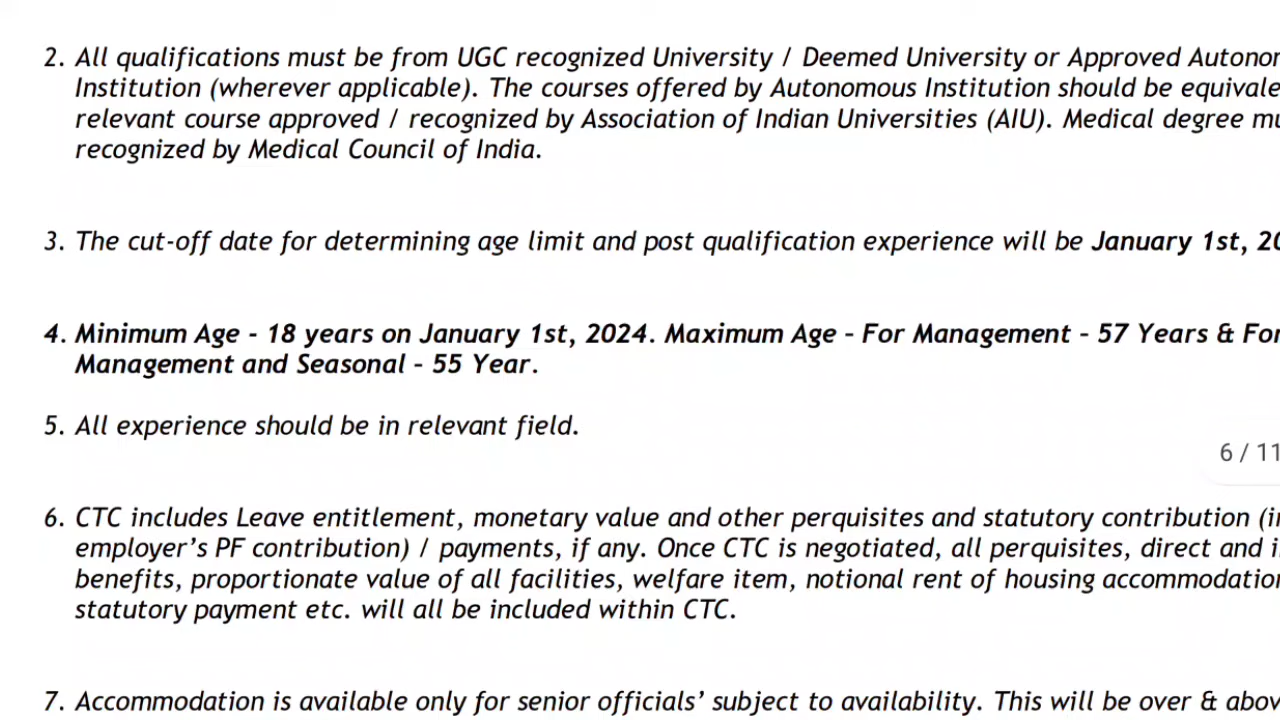 2. All qualifications must be from UGC recognized University / Deemed University or Approved
Institution (wherever applicable). The courses offered by Autonomous Institution should be
relevant course approved / recognized by Association of Indian Universities (AIU). Medical degree
recognized by Medical Council of India.
3. The cut-off date for determining age limit and post qualification experience will be January 1st,
4. Minimum Age - 18 years on January 1st, 2024. Maximum Age - For Management - 57 Years & For
Management and Seasonal - 55 Year.
5. All experience should be in relevant field.
6 / 11
6. CTC includes Leave entitlement, monetary value and other perquisites and statutory contribution
employer's PF contribution) / payments, if any. Once CTC is negotiated, all perquisites, direct and
benefits, proportionate value of all facilities, welfare item, notional rent of housing
statutory payment etc. will all be included within CTC.
7. Accommodation is available only for senior officials' subject to availability. This will be over &